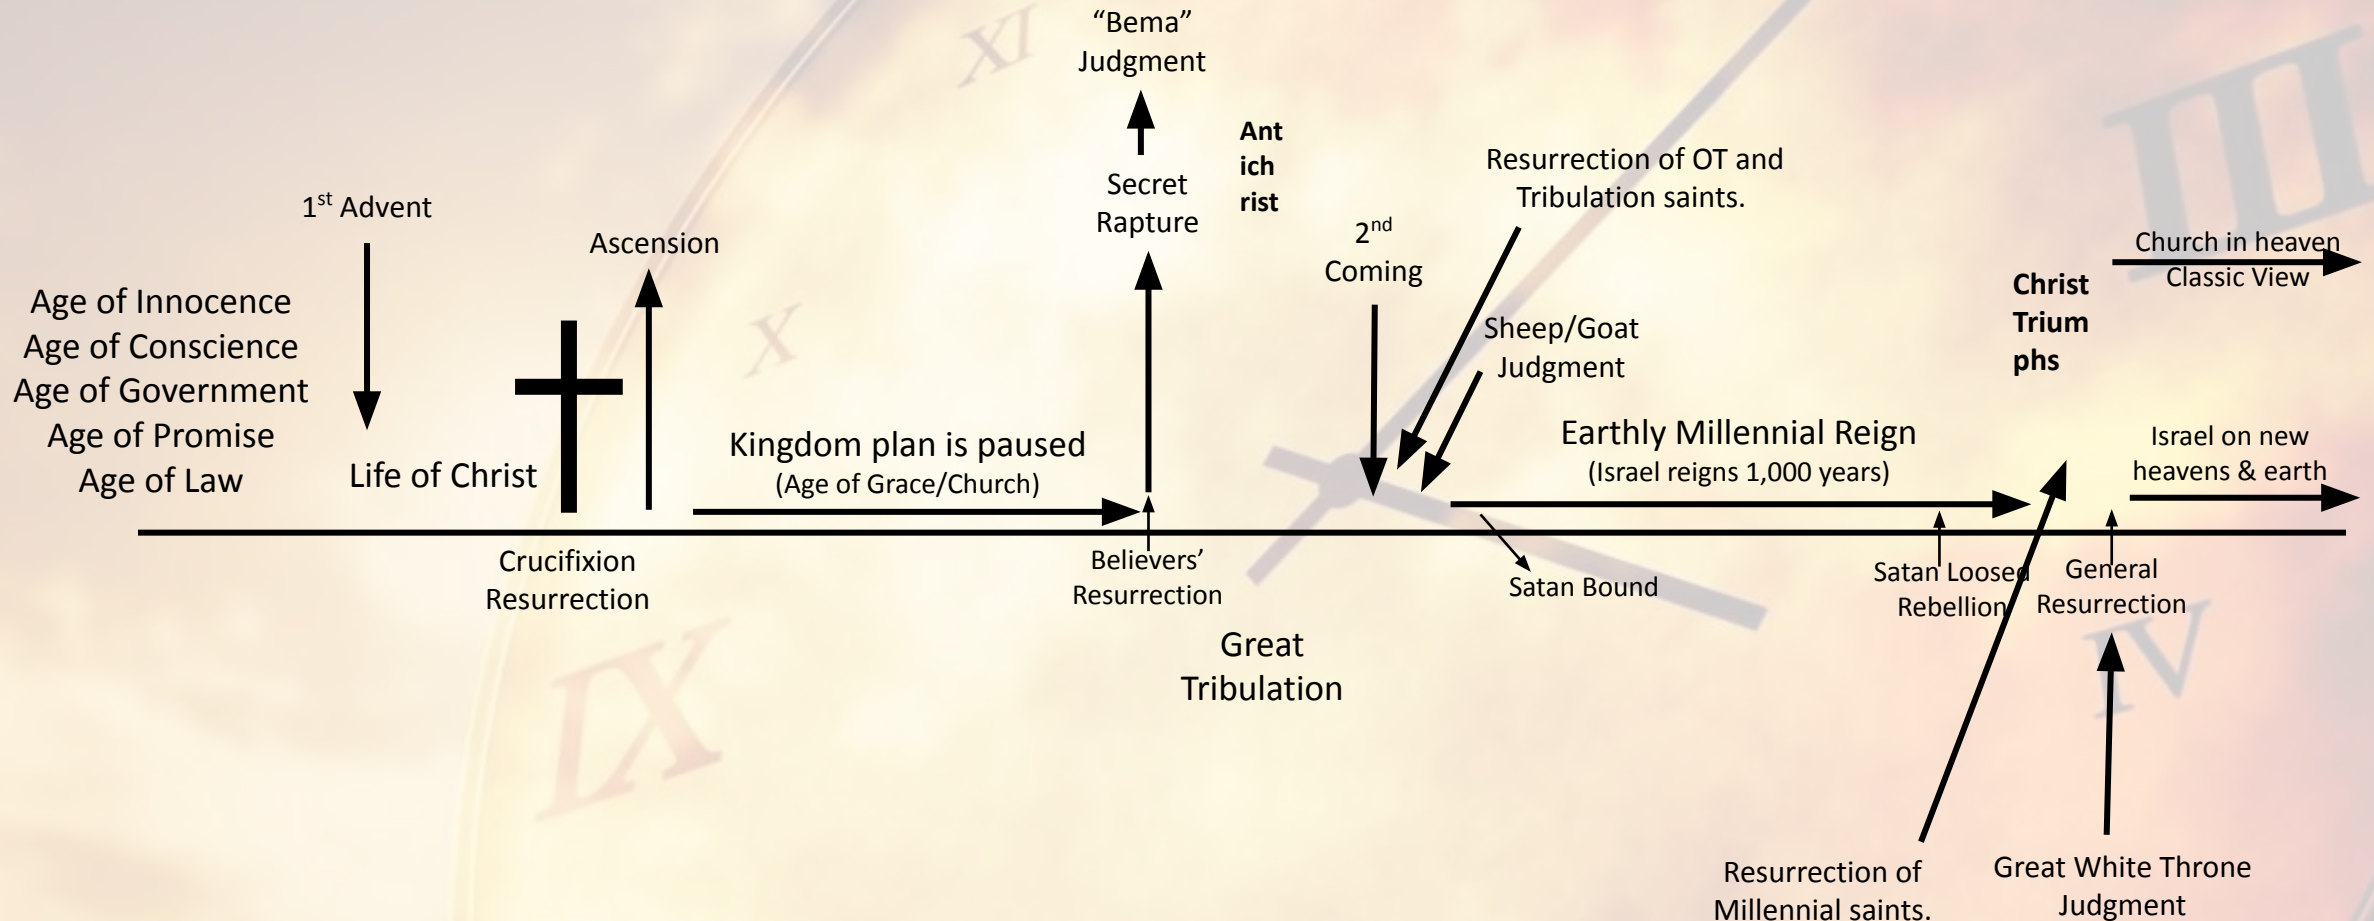 “Bema”
Judgment
Secret
Rapture
Ant
ich
rist
1st Advent
Ascension
Age of Innocence
Age of Conscience
Age of Government
Age of Promise
Age of Law
Life of Christ
Crucifixion
Resurrection
Kingdom plan is paused
(Age of Grace/Church)
Believers’
Resurrection
Great
Tribulation
2nd
Coming
Resurrection of OT and
Tribulation saints.
Sheep/Goat
Judgment
Earthly Millennial Reign
(Israel reigns 1,000 years)
Satan Bound
Satan Loosed
Rebellion
Christ
Trium
phs
Church in heaven
Classic View
Israel on new
heavens & earth
General
Resurrection
Resurrection of
Millennial saints.
Great White Throne
Judgment
XI
X
IX
III
IV